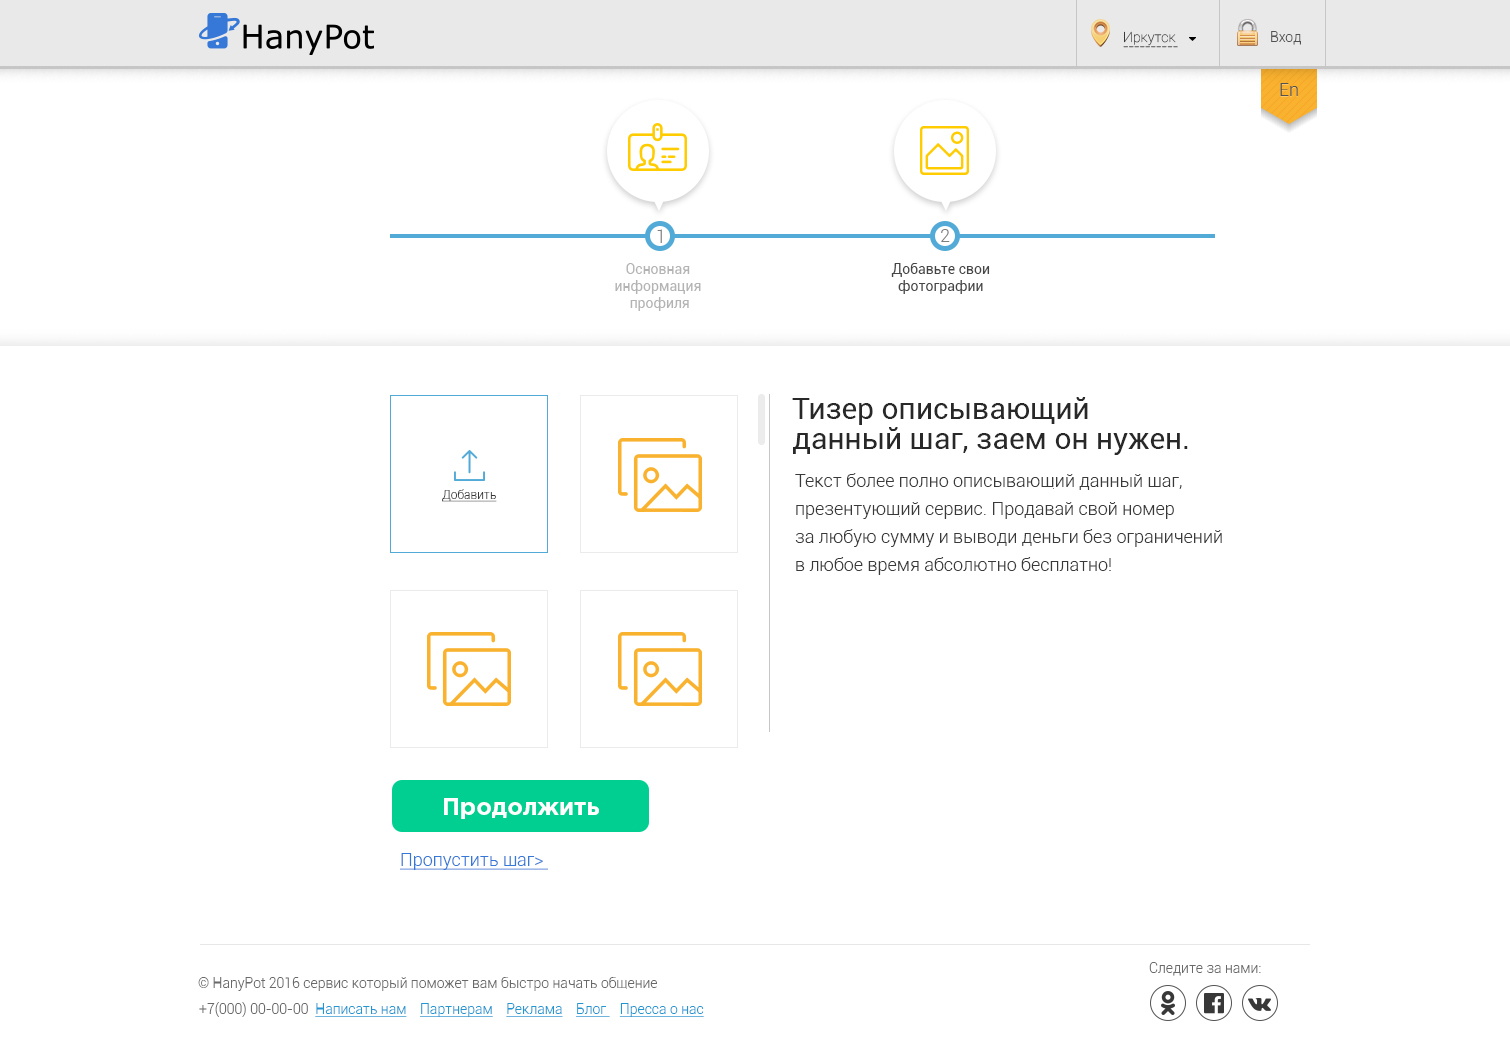 HanyPot
Иркутск
Вход
En
1
2
Основная
информация
профиля
Добавьте свои
фотографии
Добавить
Тизер описывающий
данный шаг, заем он нужен.
Текст более полно описывающий данный шаг,
презентующий сервис. Продавай свой номер
за любую сумму и выводи деньги без ограничений
в любое время абсолютно бесплатно!
Продолжить
Пропустить шаг>
© HanyPot 2016 сервис который поможет вам быстро начать общение
+7(000) 00-00-00 Написать нам Партнерам Реклама Блог Пресса о нас
Следите за нами: